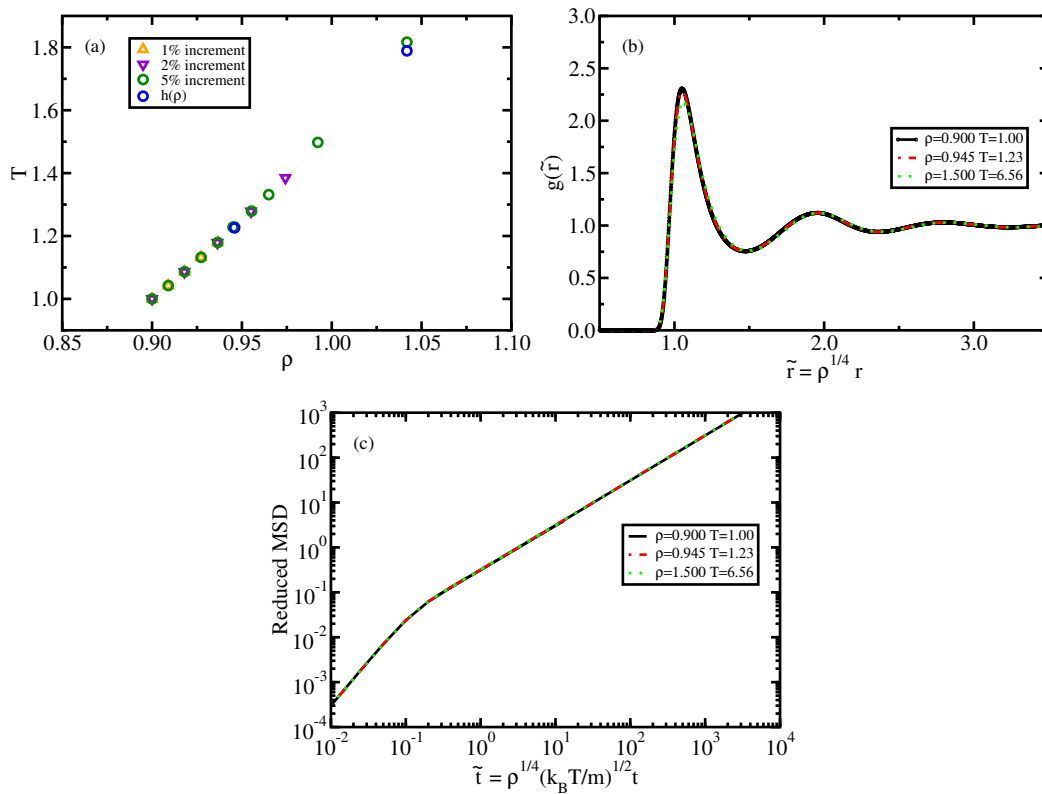 (a)
1% increment
2% increment
5% increment
h(ρ)
T
1.8
1.6
1.4
1.2
1.0
0.85 0.90 0.95 1.00 1.05 1.10
ρ
(b)
g(r̃)
3.0
2.5
2.0
1.5
1.0
0.5
0.0
ρ=0.900 T=1.00
ρ=0.945 T=1.23
ρ=1.500 T=6.56
1.0 2.0 3.0
r̃ = ρ^{1/4} r
(c)
Reduced MSD
10^3
10^2
10^1
10^0
10^{-1}
10^{-2}
10^{-3}
10^{-4}
ρ=0.900 T=1.00
ρ=0.945 T=1.23
ρ=1.500 T=6.56
10^{-2} 10^{-1} 10^0 10^1 10^2 10^3 10^4
t̃ = ρ^{1/4}(k_BT/m)^{1/2}t